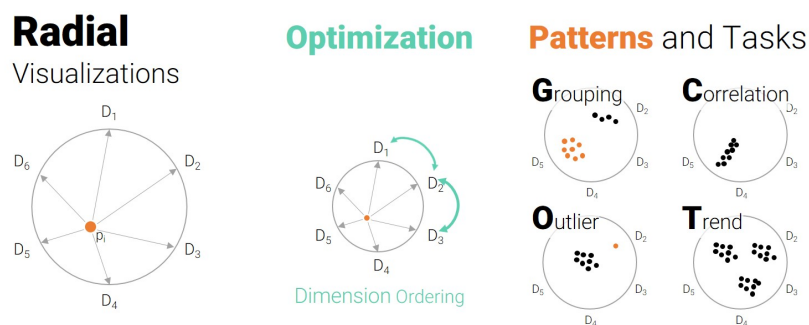 Radial
Visualizations
D1
D2
D3
D4
D5
D6
pi
Optimization
D1
D2
D3
D4
D5
D6
Dimension Ordering
Patterns and Tasks
Grouping
D2
D3
D4
D5
Correlation
D2
D3
D4
D5
Outlier
D2
D3
D4
D5
Trend
D2
D3
D4
D5